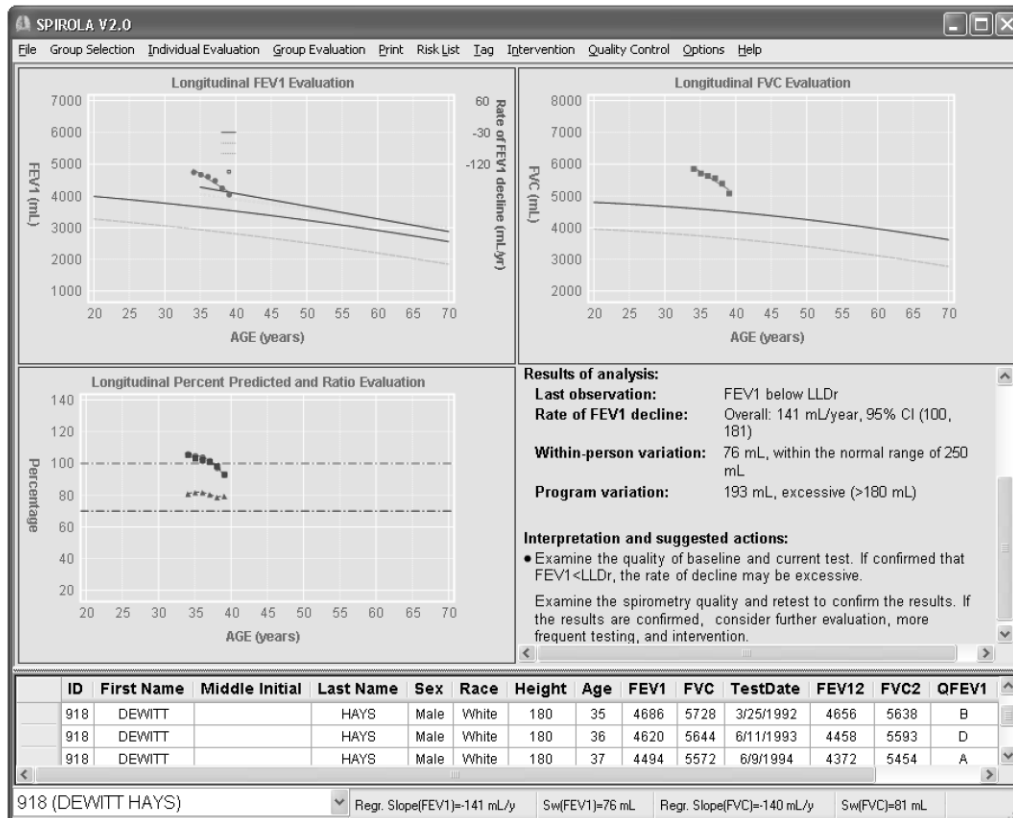 SPIROLA V2.0
File Group Selection Individual Evaluation Group Evaluation Print Risk List Tag Intervention Quality Control Options Help
Longitudinal FEV1 Evaluation
7000
6000
5000
4000
3000
2000
1000
FEV1 (mL)
60
-30
-120
Rate of FEV1 decline (mL/yr)
20 25 30 35 40 45 50 55 60 65 70
AGE (years)
Longitudinal FVC Evaluation
8000
7000
6000
5000
4000
3000
2000
FVC (mL)
20 25 30 35 40 45 50 55 60 65 70
AGE (years)
Longitudinal Percent Predicted and Ratio Evaluation
140
120
100
80
60
40
20
Percentage
20 25 30 35 40 45 50 55 60 65 70
AGE (years)
Results of analysis:
Last observation: FEV1 below LLDr
Rate of FEV1 decline: Overall: 141 mL/year, 95% CI (100,
181)
Within-person variation: 76 mL, within the normal range of 250
mL
Program variation: 193 mL, excessive (>180 mL)
Interpretation and suggested actions:
• Examine the quality of baseline and current test. If confirmed that
FEV1<LLDr, the rate of decline may be excessive.
Examine the spirometry quality and retest to confirm the results. If
the results are confirmed, consider further evaluation, more
frequent testing, and intervention.
ID First Name Middle Initial Last Name Sex Race Height Age FEV1 FVC TestDate FEV12 FVC2 QFEV1
918 DEWITT HAYS Male White 180 35 4686 5728 3/25/1992 4656 5638 B
918 DEWITT HAYS Male White 180 36 4620 5644 6/11/1993 4458 5593 D
918 DEWITT HAYS Male White 180 37 4494 5572 6/9/1994 4372 5454 A
918 (DEWITT HAYS) Regr. Slope(FEV1)=-141 mL/y Sw(FEV1)=76 mL Regr. Slope(FVC)=-140 mL/y Sw(FVC)=81 mL